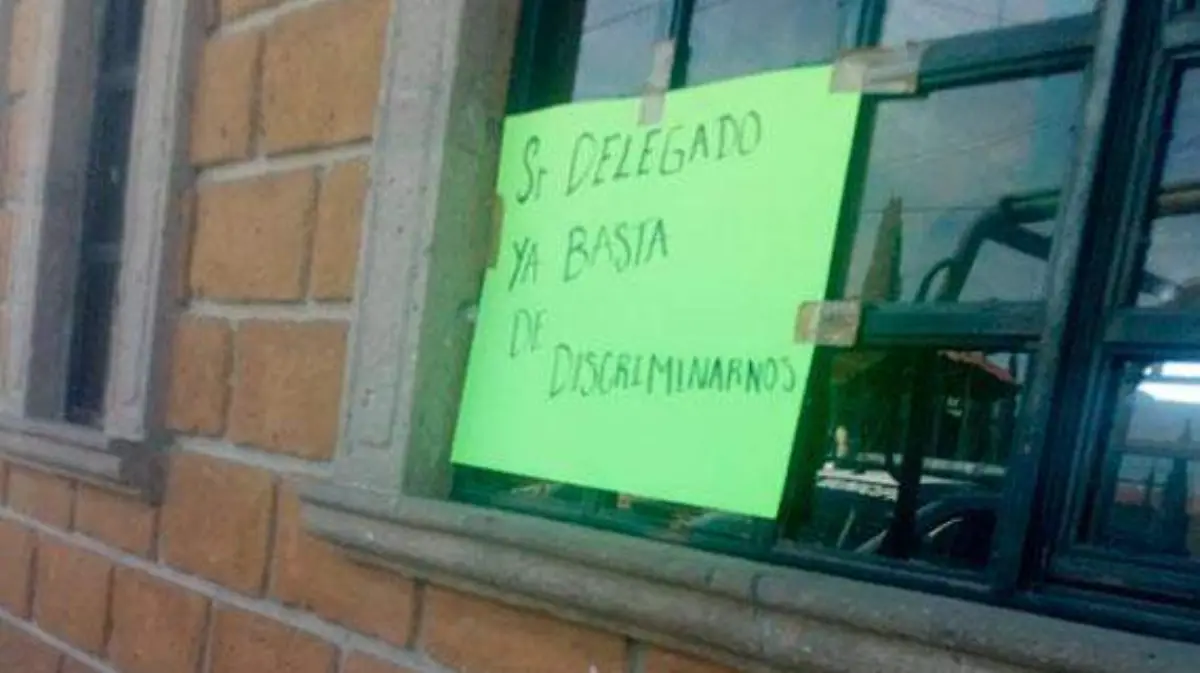 Sr DELEGADO
YA BASTA
DE
DISCRIMINARNOS